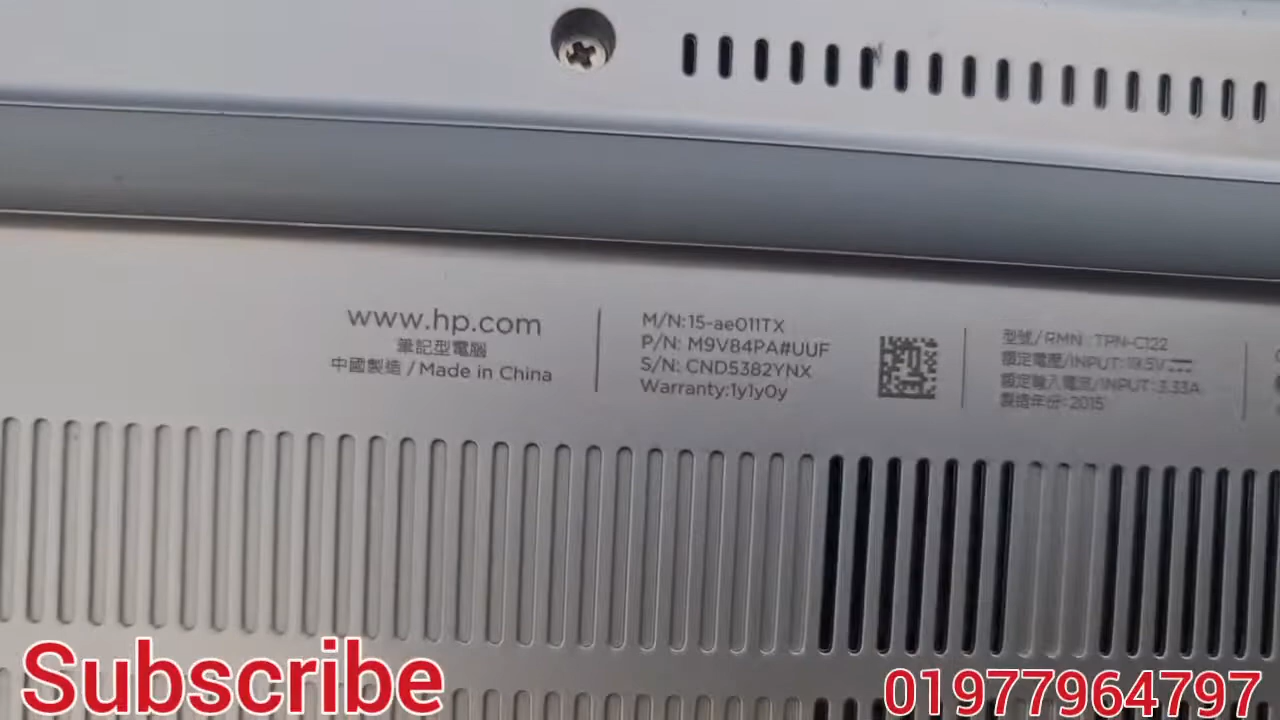 www.hp.com
筆記型電腦
中國製造 / Made in China
M/N: 15-ae011TX
P/N: M9V84PA#UUF
S/N: CND5382YNX
Warranty:1y1y0y
型號/RMN : TPN-C122
額定電壓/INPUT: 19.5V⎓
額定輸入電流/INPUT: 3.33A
製造年份: 2015
Subscribe
01977964797